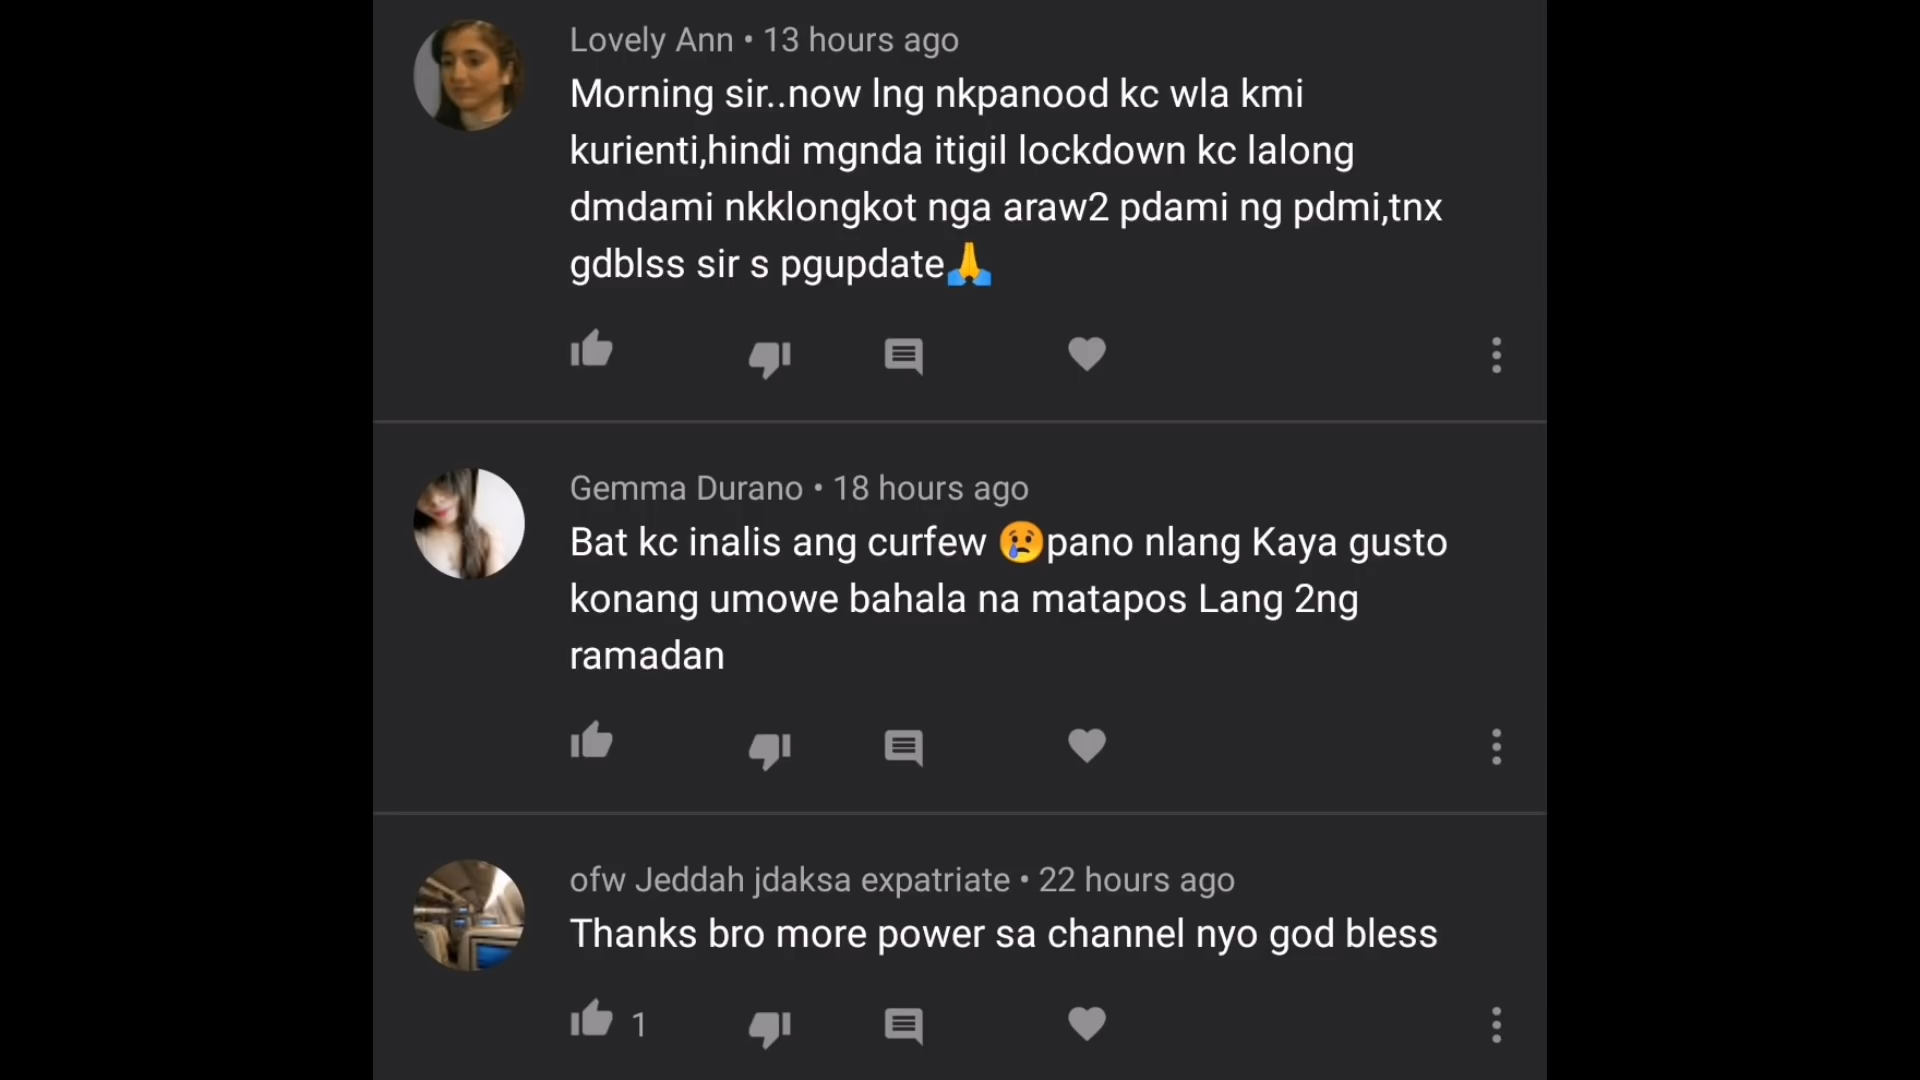 Lovely Ann • 13 hours ago
Morning sir..now lng nkpanood kc wla kmi
kurienti,hindi mgnda itigil lockdown kc lalong
dmdami nkklongkot nga araw2 pdami ng pdmi,tnx
gdblss sir s pgupdate🙏
Gemma Durano • 18 hours ago
Bat kc inalis ang curfew 😢pano nlang Kaya gusto
konang umowe bahala na matapos Lang 2ng
ramadan
ofw Jeddah jdaksa expatriate • 22 hours ago
Thanks bro more power sa channel nyo god bless
1